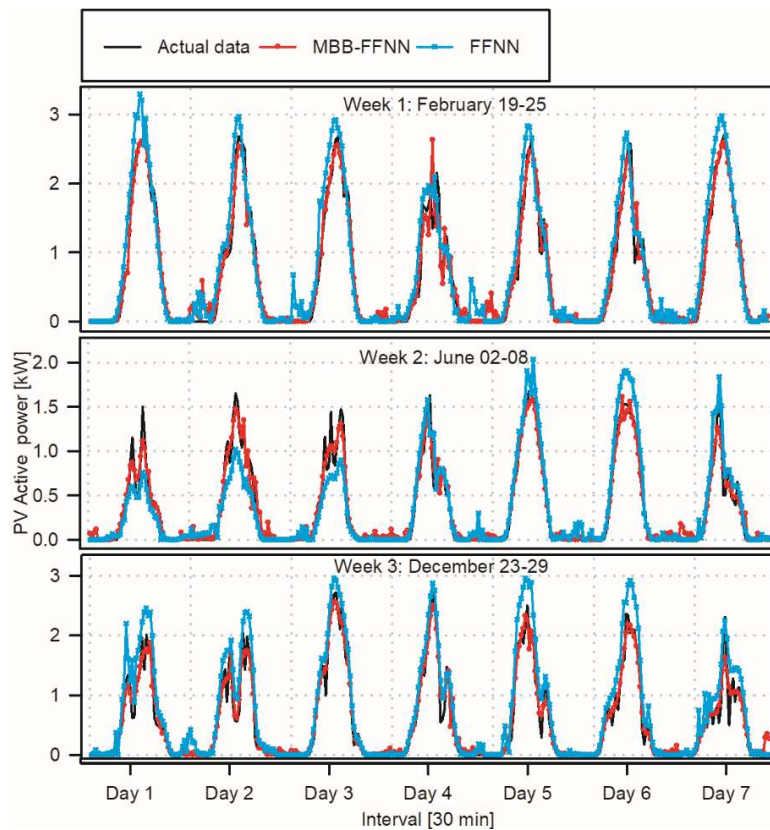 Actual data MBB-FFNN FFNN
Week 1: February 19-25
3
2
1
0
Week 2: June 02-08
2.0
1.5
1.0
0.5
0.0
PV Active power [kW]
Week 3: December 23-29
3
2
1
0
Day 1 Day 2 Day 3 Day 4 Day 5 Day 6 Day 7
Interval [30 min]